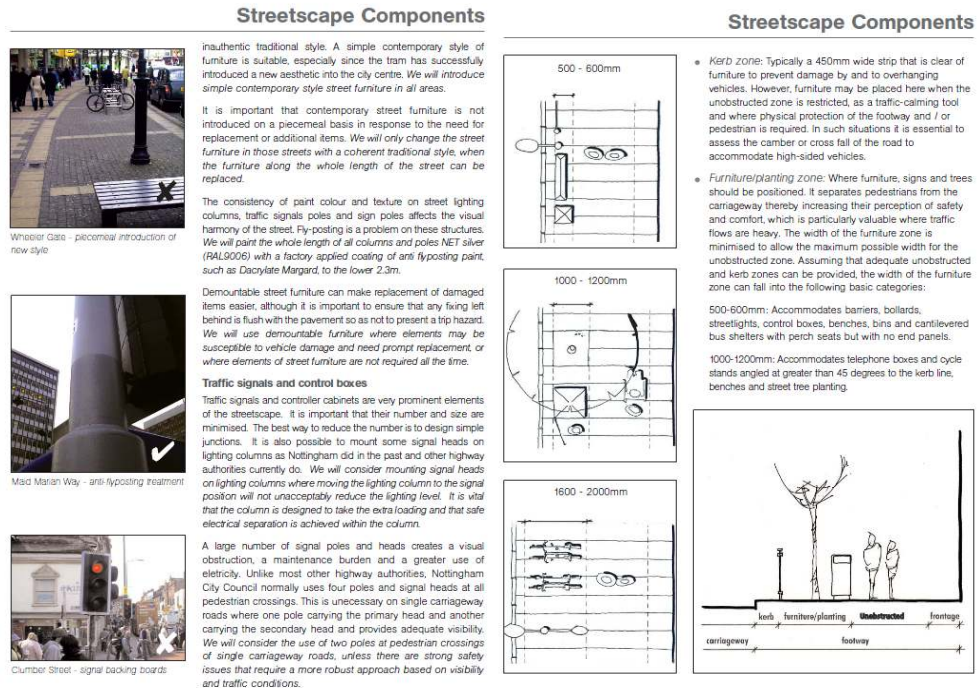 Streetscape Components
inauthentic traditional style. A simple contemporary style of
furniture is suitable, especially since the tram has successfully
introduced a new aesthetic into the city centre. We will introduce
simple contemporary style street furniture in all areas.
It is important that contemporary street furniture is not
introduced on a piecemeal basis in response to the need for
replacement or additional items. We will only change the street
furniture in those streets with a coherent traditional style, when
the furniture along the whole length of the street can be
replaced.
The consistency of paint colour and texture on street lighting
columns, traffic signals poles and sign poles affects the visual
harmony of the street. Fly-posting is a problem on these structures.
We will paint the whole length of all columns and poles NET silver
(RAL9006) with a factory applied coating of anti flyposting paint,
such as Dacrylate Margard, to the lower 2.3m.
Demountable street furniture can make replacement of damaged
items easier, although it is important to ensure that any fixing left
behind is flush with the pavement so as not to present a trip hazard.
We will use demountable furniture where elements may be
susceptible to vehicle damage and need prompt replacement, or
where elements of street furniture are not required all the time.
Traffic signals and control boxes
Traffic signals and controller cabinets are very prominent elements
of the streetscape. It is important that their number and size are
minimised. The best way to reduce the number is to design simple
junctions. It is also possible to mount some signal heads on
lighting columns as Nottingham did in the past and other highway
authorities currently do. We will consider mounting signal heads
on lighting columns where moving the lighting column to the signal
position will not unacceptably reduce the lighting level. It is vital
that the column is designed to take the extra loading and that safe
electrical separation is achieved within the column.
A large number of signal poles and heads creates a visual
obstruction, a maintenance burden and a greater use of
eletricity. Unlike most other highway authorities, Nottingham
City Council normally uses four poles and signal heads at all
pedestrian crossings. This is unecessary on single carriageway
roads where one pole carrying the primary head and another
carrying the secondary head and provides adequate visibility.
We will consider the use of two poles at pedestrian crossings
of single carriageway roads, unless there are strong safety
issues that require a more robust approach based on visibility
and traffic conditions.
Wheeler Gate - piecemeal introduction of
new style
Maid Marian Way - anti-flyposting treatment
Clumber Street - signal backing boards
Streetscape Components
500 - 600mm
1000 - 1200mm
1600 - 2000mm
Kerb zone: Typically a 450mm wide strip that is clear of
furniture to prevent damage by and to overhanging
vehicles. However, furniture may be placed here when the
unobstructed zone is restricted, as a traffic-calming tool
and where physical protection of the footway and / or
pedestrian is required. In such situations it is essential to
assess the camber or cross fall of the road to
accommodate high-sided vehicles.
Furniture/planting zone: Where furniture, signs and trees
should be positioned. It separates pedestrians from the
carriageway thereby increasing their perception of safety
and comfort, which is particularly valuable where traffic
flows are heavy. The width of the furniture zone is
minimised to allow the maximum possible width for the
unobstructed zone. Assuming that adequate unobstructed
and kerb zones can be provided, the width of the furniture
zone can fall into the following basic categories:
500-600mm: Accommodates barriers, bollards,
streetlights, control boxes, benches, bins and cantilevered
bus shelters with perch seats but with no end panels.
1000-1200mm: Accommodates telephone boxes and cycle
stands angled at greater than 45 degrees to the kerb line,
benches and street tree planting.
kerb furniture/planting Unobstructed frontage
carriageway footway